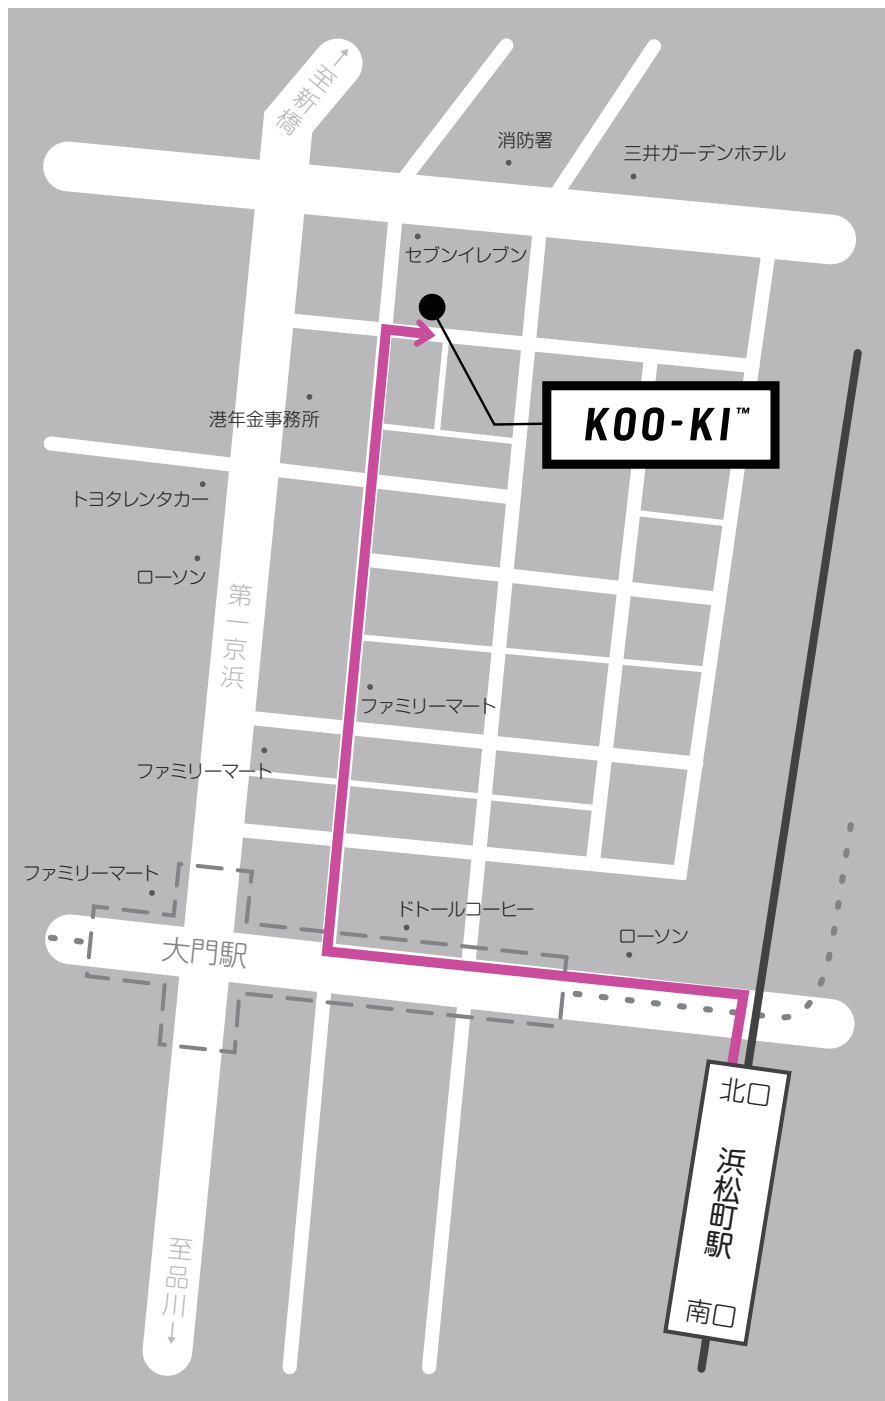 →至新橋
消防署
三井ガーデンホテル
セブンイレブン
港年金事務所
KOO-KI™
トヨタレンタカー
ローソン
第一京浜
ファミリーマート
ファミリーマート
ファミリーマート
ドトールコーヒー
大門駅
ローソン
北口
浜松町駅
南口
至品川→